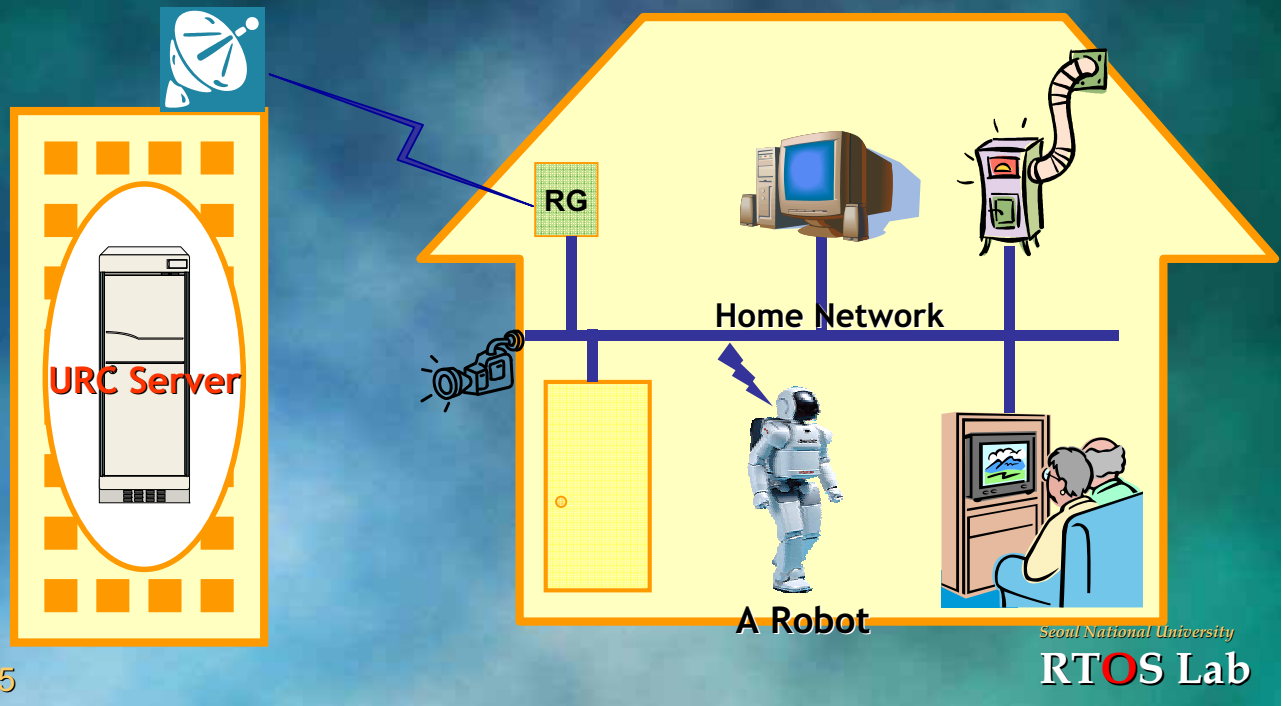 RG
Home Network
URC Server
A Robot
Seoul National University
RTOS Lab
5